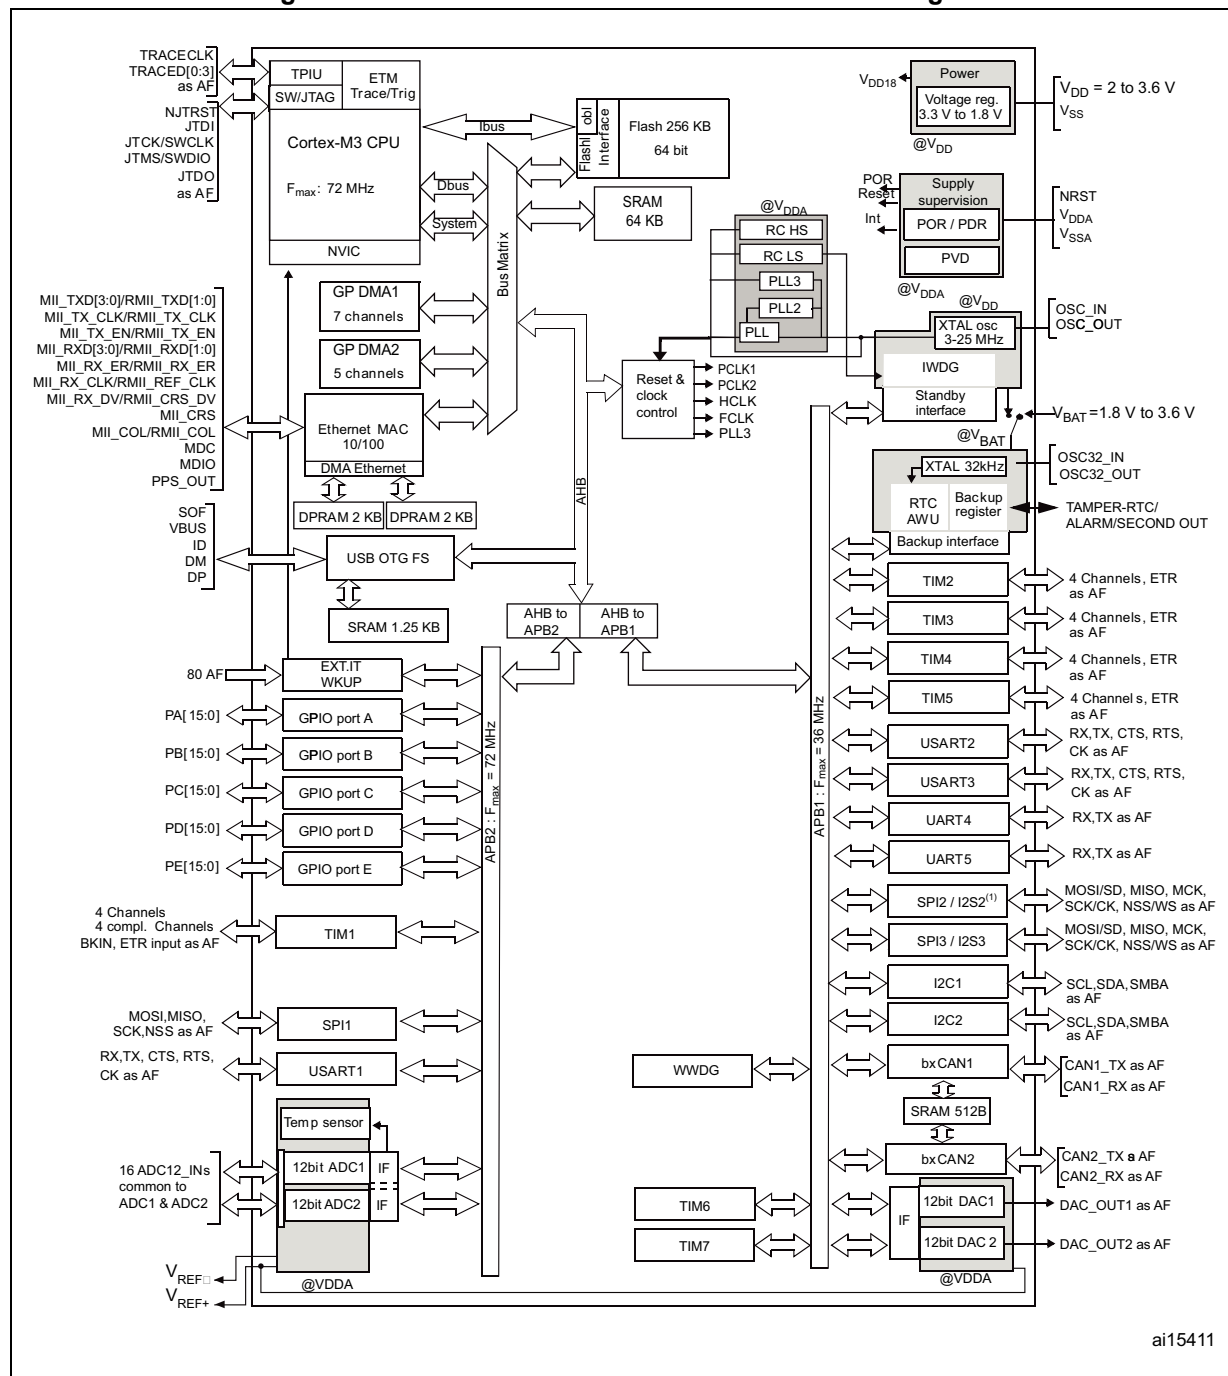 TRACECLK
TRACED[0:3]
as AF
NJTRST
JTDI
JTCK/SWCLK
JTMS/SWDIO
JTDO
as AF
TPIU
SW/JTAG
ETM
Trace/Trig
Cortex-M3 CPU
Fmax: 72 MHz
NVIC
Ibus
Dbus
System
Flashl
obl
Interface
Flash 256 KB
64 bit
SRAM
64 KB
Bus Matrix
GP DMA1
7 channels
GP DMA2
5 channels
MII_TXD[3:0]/RMII_TXD[1:0]
MII_TX_CLK/RMII_TX_CLK
MII_TX_EN/RMII_TX_EN
MII_RXD[3:0]/RMII_RXD[1:0]
MII_RX_ER/RMII_RX_ER
MII_RX_CLK/RMII_REF_CLK
MII_RX_DV/RMII_CRS_DV
MII_CRS
MII_COL/RMII_COL
MDC
MDIO
PPS_OUT
Ethernet MAC
10/100
DMA Ethernet
DPRAM 2 KB
DPRAM 2 KB
SOF
VBUS
ID
DM
DP
USB OTG FS
SRAM 1.25 KB
AHB
AHB to
APB2
AHB to
APB1
@VDDA
RC HS
RC LS
PLL3
PLL2
PLL
Reset &
clock
control
PCLK1
PCLK2
HCLK
FCLK
PLL3
VDD18
Power
Voltage reg.
3.3 V to 1.8 V
@VDD
VDD = 2 to 3.6 V
VSS
POR
Reset
Int
Supply
supervision
POR / PDR
PVD
@VDDA
NRST
VDDA
VSSA
@VDD
XTAL osc
3-25 MHz
OSC_IN
OSC_OUT
IWDG
Standby
interface
VBAT=1.8 V to 3.6 V
@VBAT
XTAL 32kHz
OSC32_IN
OSC32_OUT
RTC
AWU
Backup
register
Backup interface
TAMPER-RTC/
ALARM/SECOND OUT
80 AF
EXT.IT
WKUP
PA[15:0]
GPIO port A
PB[15:0]
GPIO port B
PC[15:0]
GPIO port C
PD[15:0]
GPIO port D
PE[15:0]
GPIO port E
4 Channels
4 compl. Channels
BKIN, ETR input as AF
TIM1
MOSI,MISO,
SCK,NSS as AF
SPI1
RX,TX, CTS, RTS,
CK as AF
USART1
Temp sensor
16 ADC12_INs
common to
ADC1 & ADC2
12bit ADC1
IF
12bit ADC2
IF
@VDDA
VREF
VREF+
APB2 : Fmax = 72 MHz
APB1 : Fmax = 36 MHz
TIM2
4 Channels, ETR
as AF
TIM3
4 Channels, ETR
as AF
TIM4
4 Channels, ETR
as AF
TIM5
4 Channels, ETR
as AF
USART2
RX,TX, CTS, RTS,
CK as AF
USART3
RX,TX, CTS, RTS,
CK as AF
UART4
RX,TX as AF
UART5
RX,TX as AF
SPI2 / I2S2(1)
MOSI/SD, MISO, MCK,
SCK/CK, NSS/WS as AF
SPI3 / I2S3
MOSI/SD, MISO, MCK,
SCK/CK, NSS/WS as AF
I2C1
SCL,SDA,SMBA
as AF
I2C2
SCL,SDA,SMBA
as AF
WWDG
bxCAN1
CAN1_TX as AF
CAN1_RX as AF
SRAM 512B
bxCAN2
CAN2_TX a AF
CAN2_RX as AF
TIM6
TIM7
IF
12bit DAC1
DAC_OUT1 as AF
12bit DAC 2
DAC_OUT2 as AF
@VDDA
ai15411